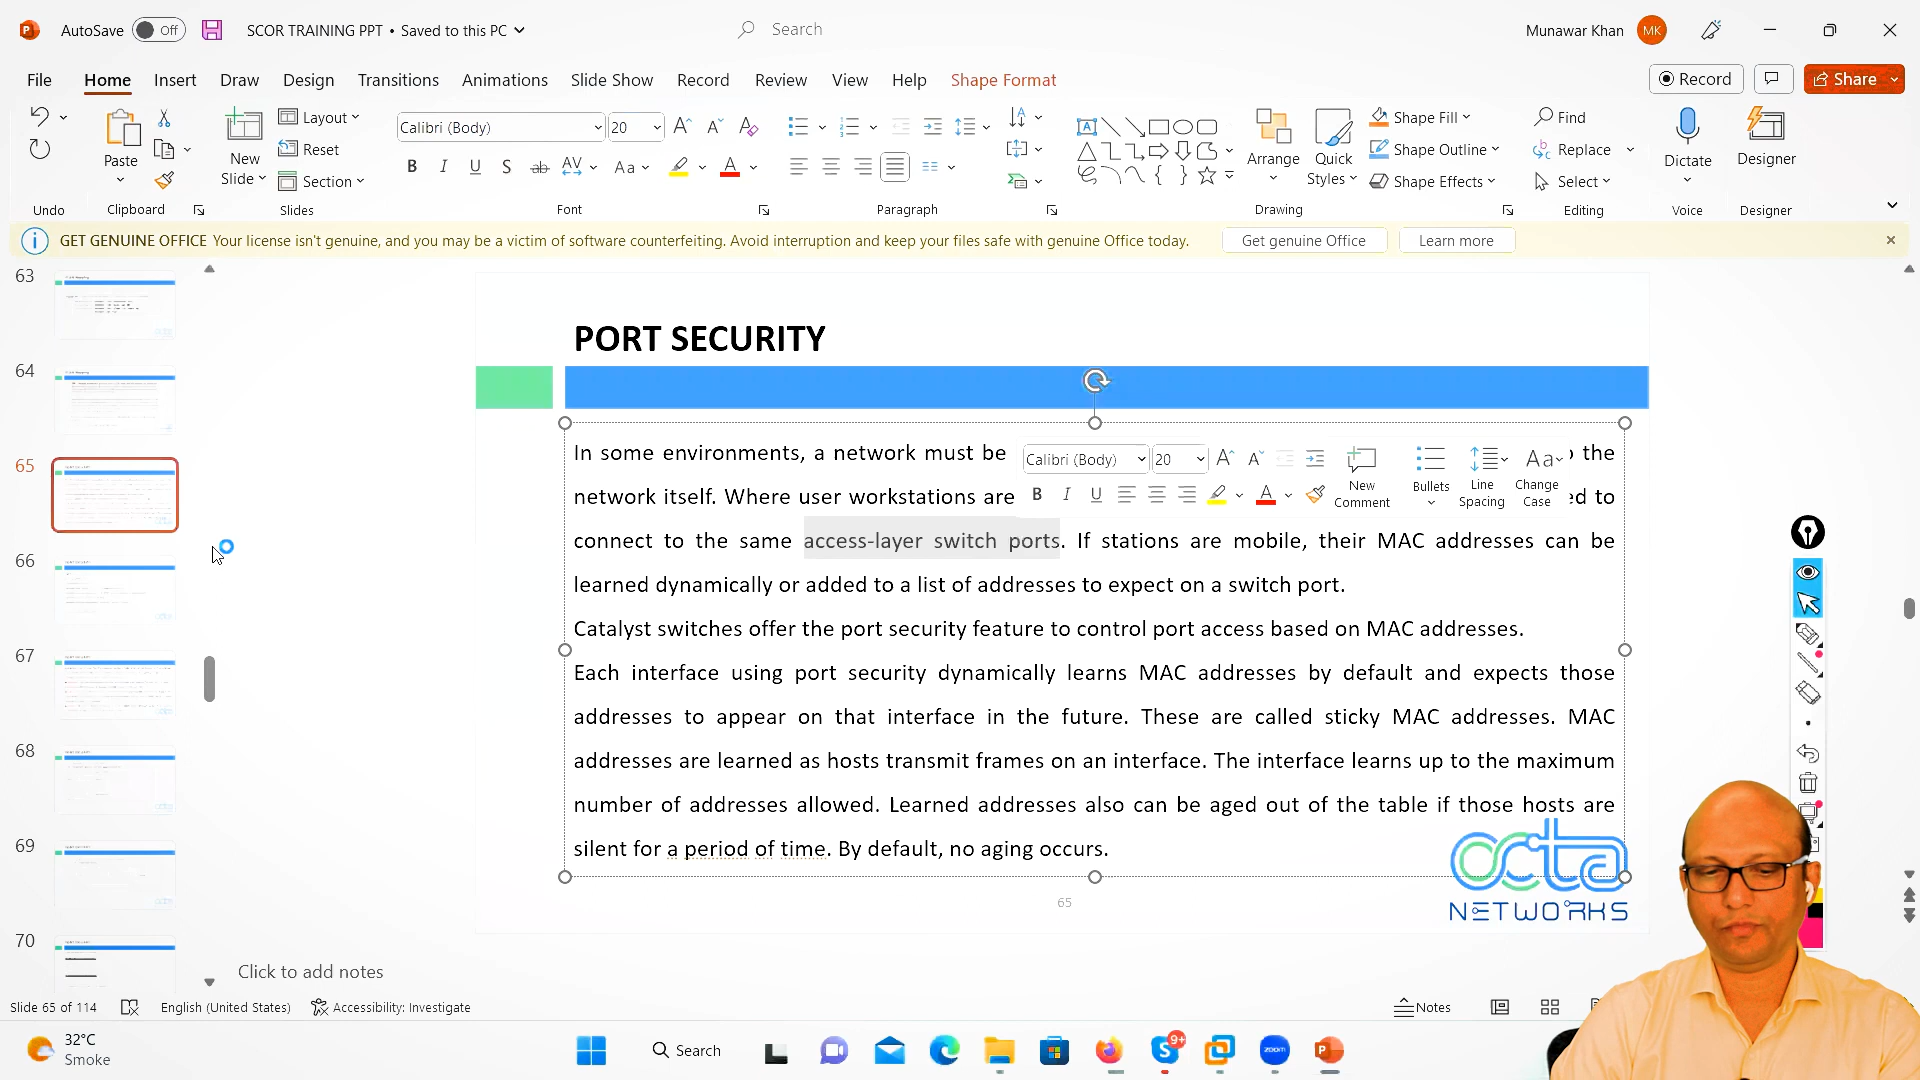 AutoSave Off SCOR TRAINING PPT • Saved to this PC Search Munawar Khan MK
File Home Insert Draw Design Transitions Animations Slide Show Record Review View Help Shape Format Record Share
Paste New Slide Layout Reset Section Calibri (Body) 20 Arrange Quick Styles Shape Fill Shape Outline Shape Effects Find Replace Select Dictate Designer
Undo Clipboard Slides Font Paragraph Drawing Editing Voice Designer
GET GENUINE OFFICE Your license isn't genuine, and you may be a victim of software counterfeiting. Avoid interruption and keep your files safe with genuine Office today. Get genuine Office Learn more
63
64
65
66
67
68
69
70
PORT SECURITY
In some environments, a network must be the
network itself. Where user workstations are ed to
connect to the same access-layer switch ports. If stations are mobile, their MAC addresses can be
learned dynamically or added to a list of addresses to expect on a switch port.
Catalyst switches offer the port security feature to control port access based on MAC addresses.
Each interface using port security dynamically learns MAC addresses by default and expects those
addresses to appear on that interface in the future. These are called sticky MAC addresses. MAC
addresses are learned as hosts transmit frames on an interface. The interface learns up to the maximum
number of addresses allowed. Learned addresses also can be aged out of the table if those hosts are
silent for a period of time. By default, no aging occurs.
Calibri (Body) 20
B I U New Comment Bullets Line Spacing Change Case
octa
NETWORKS
65
Click to add notes
Slide 65 of 114 English (United States) Accessibility: Investigate Notes
32°C
Smoke
Search 9+ zoom